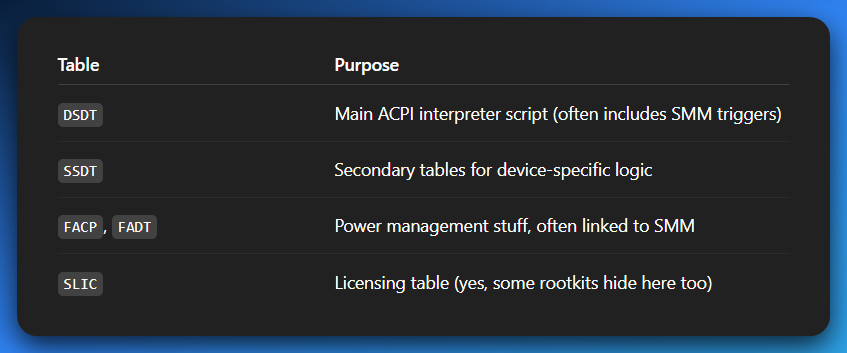 Table Purpose
DSDT Main ACPI interpreter script (often includes SMM triggers)
SSDT Secondary tables for device-specific logic
FACP, FADT Power management stuff, often linked to SMM
SLIC Licensing table (yes, some rootkits hide here too)